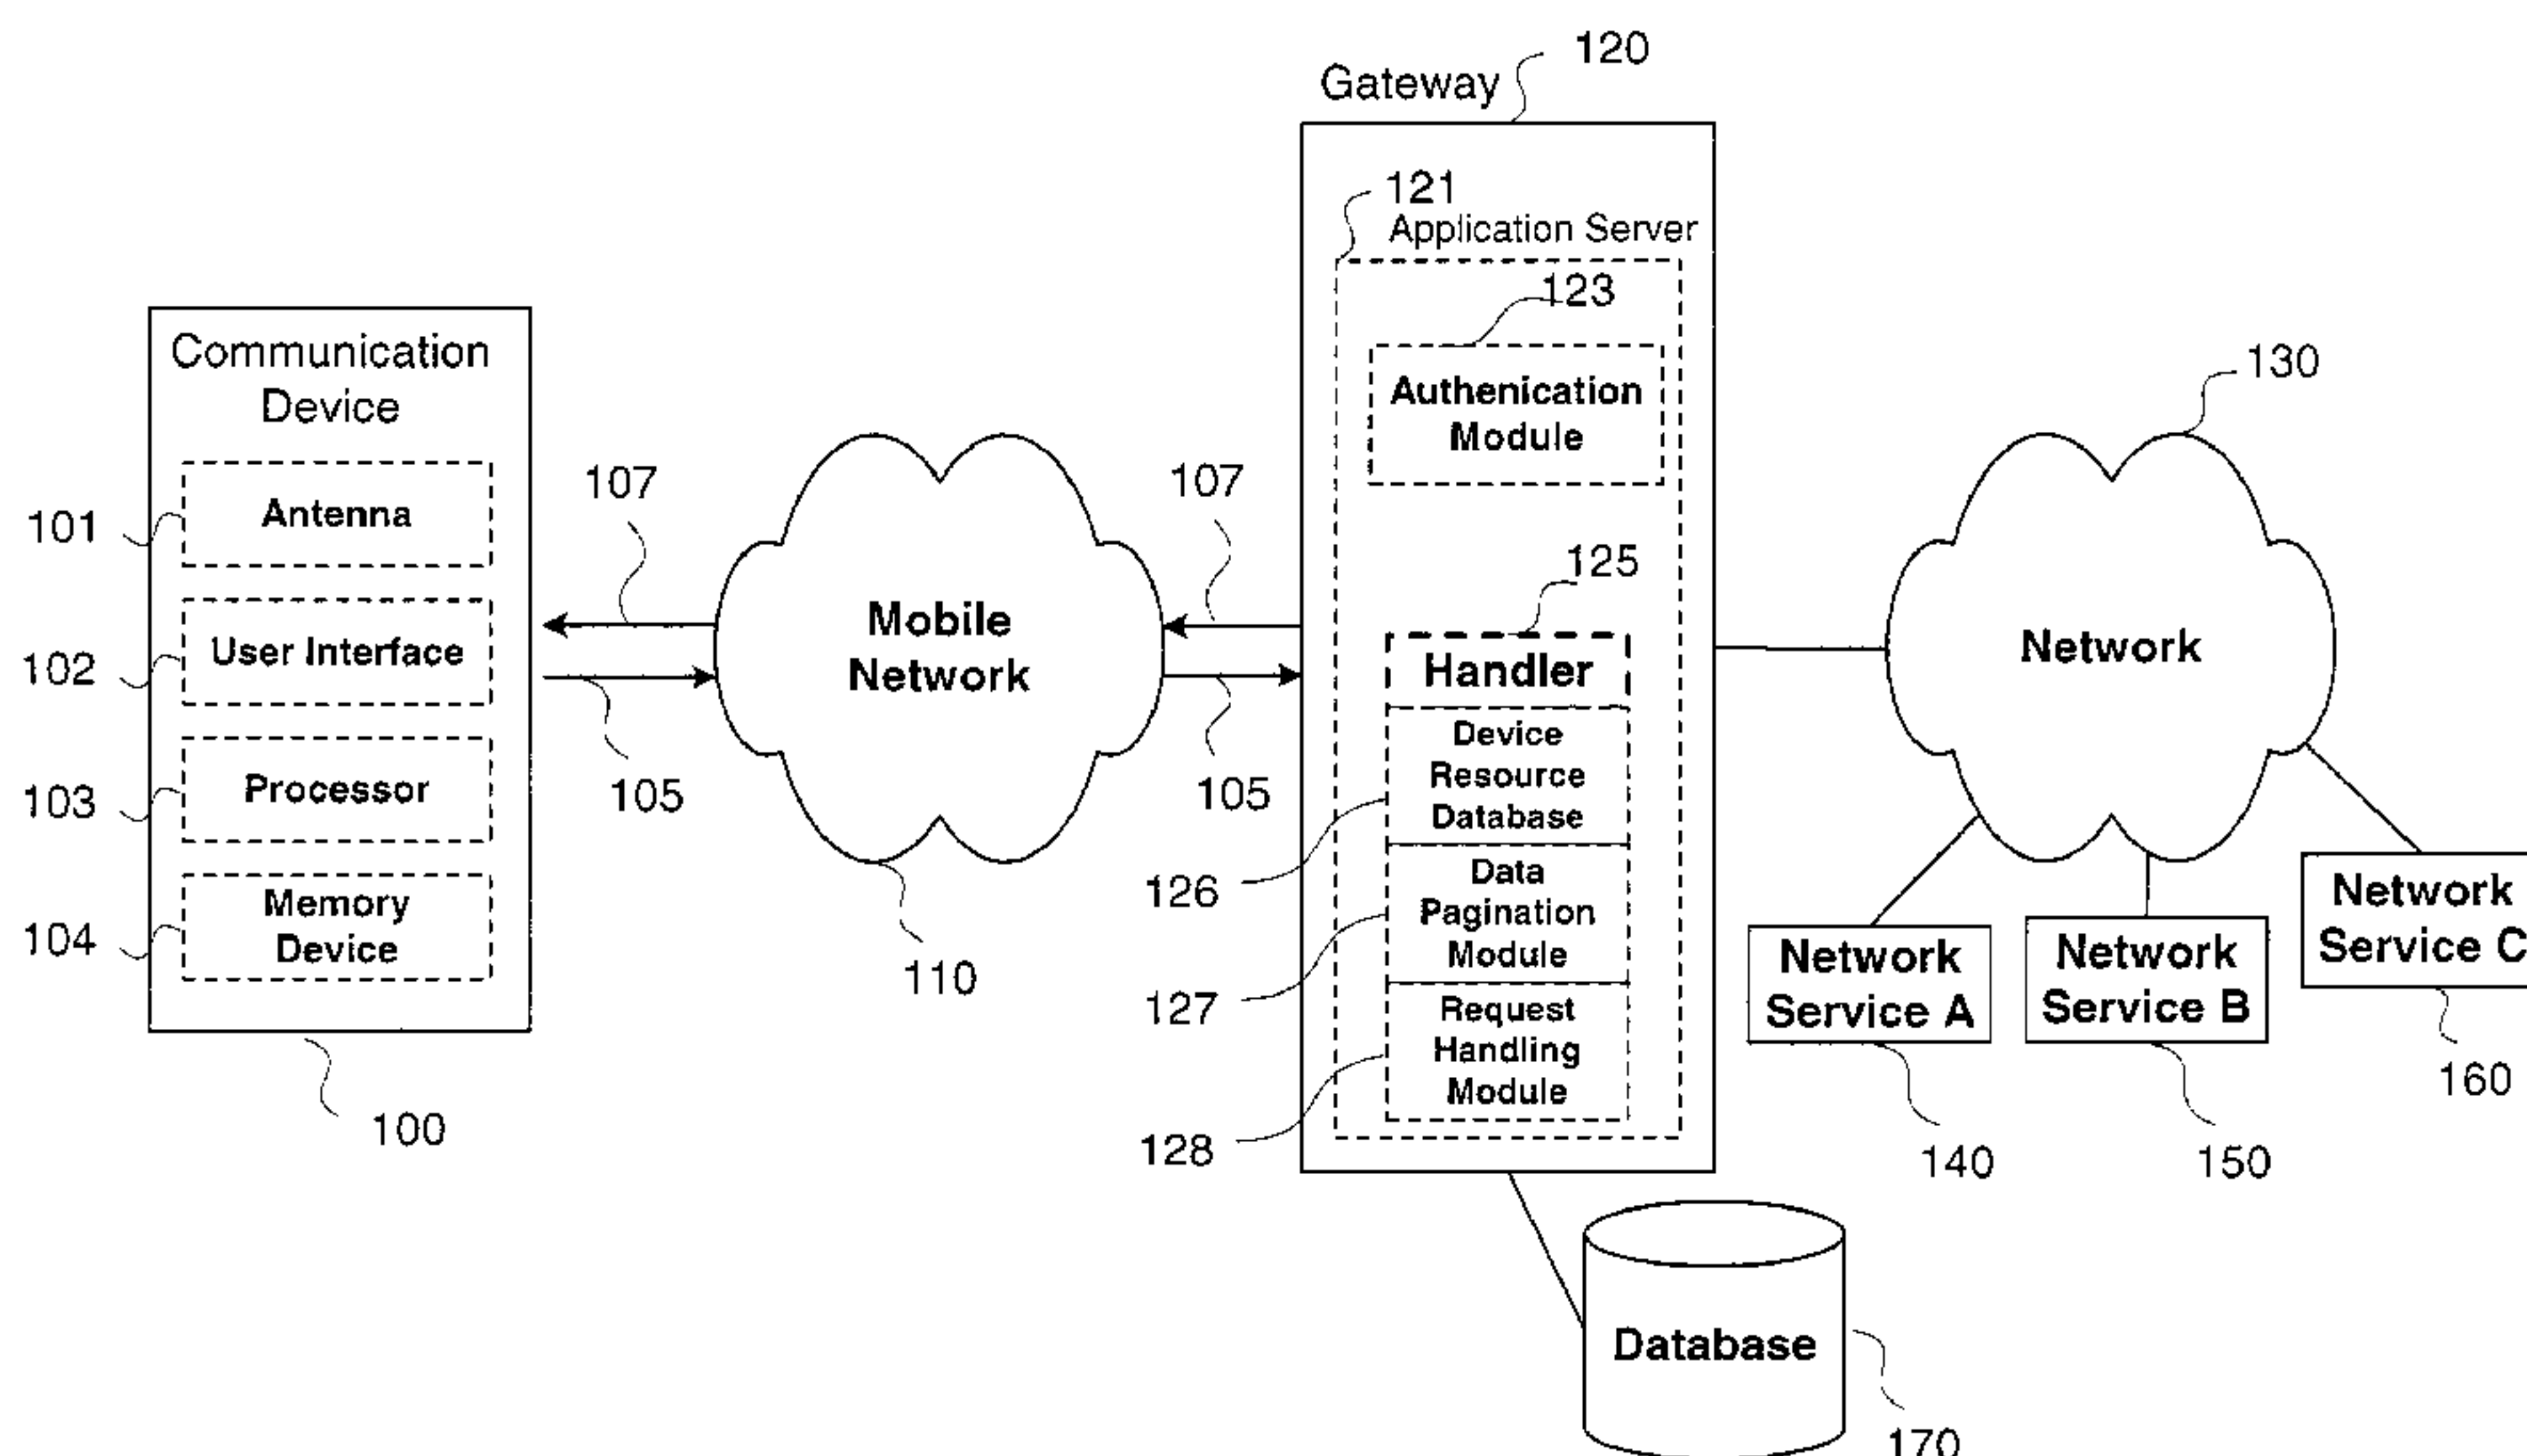 120
Gateway
121
Application Server
123
Authenication
Module
130
Communication
Device
101
Antenna
107
107
125
102
User Interface
Mobile
Network
Handler
Network
103
Processor
105
105
Device
Resource
Database
126
104
Memory
Device
110
Data
Pagination
Module
127
Request
Handling
Module
128
Network
Service A
Network
Service B
Network
Service C
140
150
160
100
Database
170